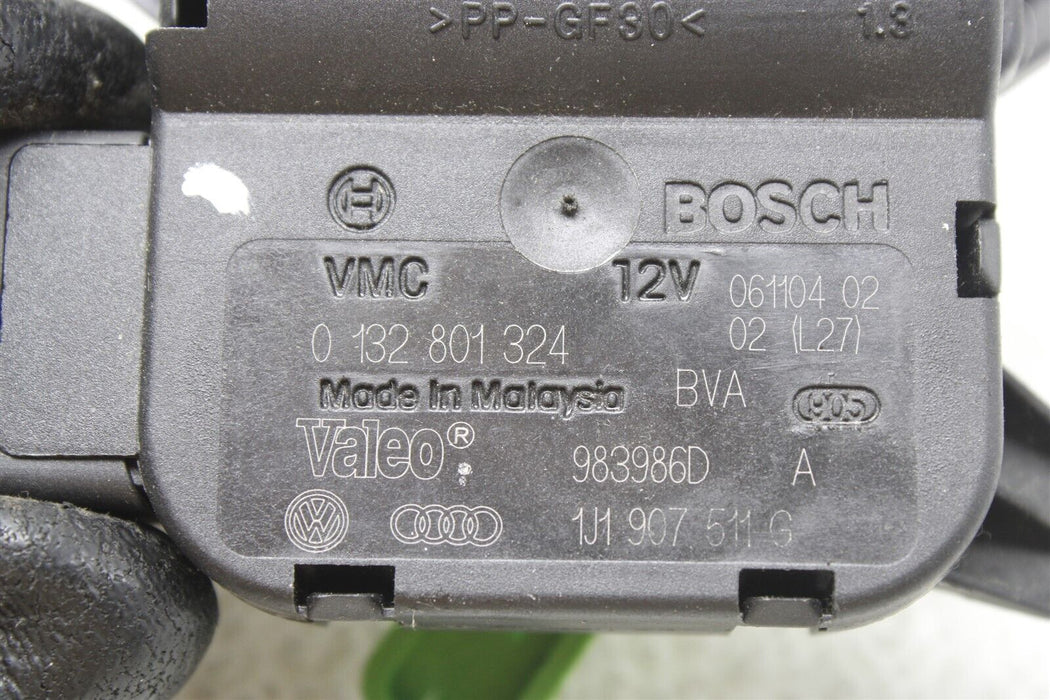 >PP-GF30< 1.3
BOSCH
VMC 12V 061104 02
0 132 801 324 02 (L27)
Made in Malaysia BVA 905
Valeo®
983986D A
1J1 907 511 G